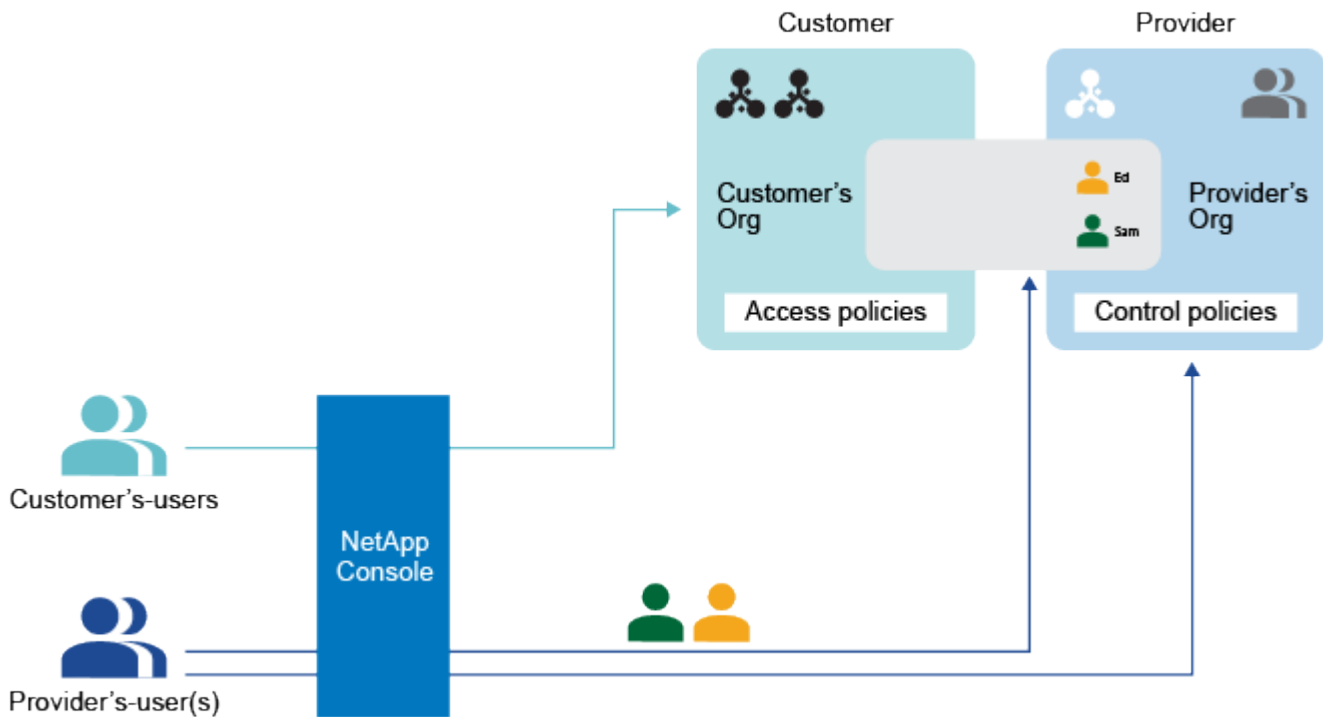 Customer
Provider
Ed
Customer’s
Org
Provider’s
Org
Sam
Access policies
Control policies
Customer’s-users
NetApp
Console
Provider’s-user(s)